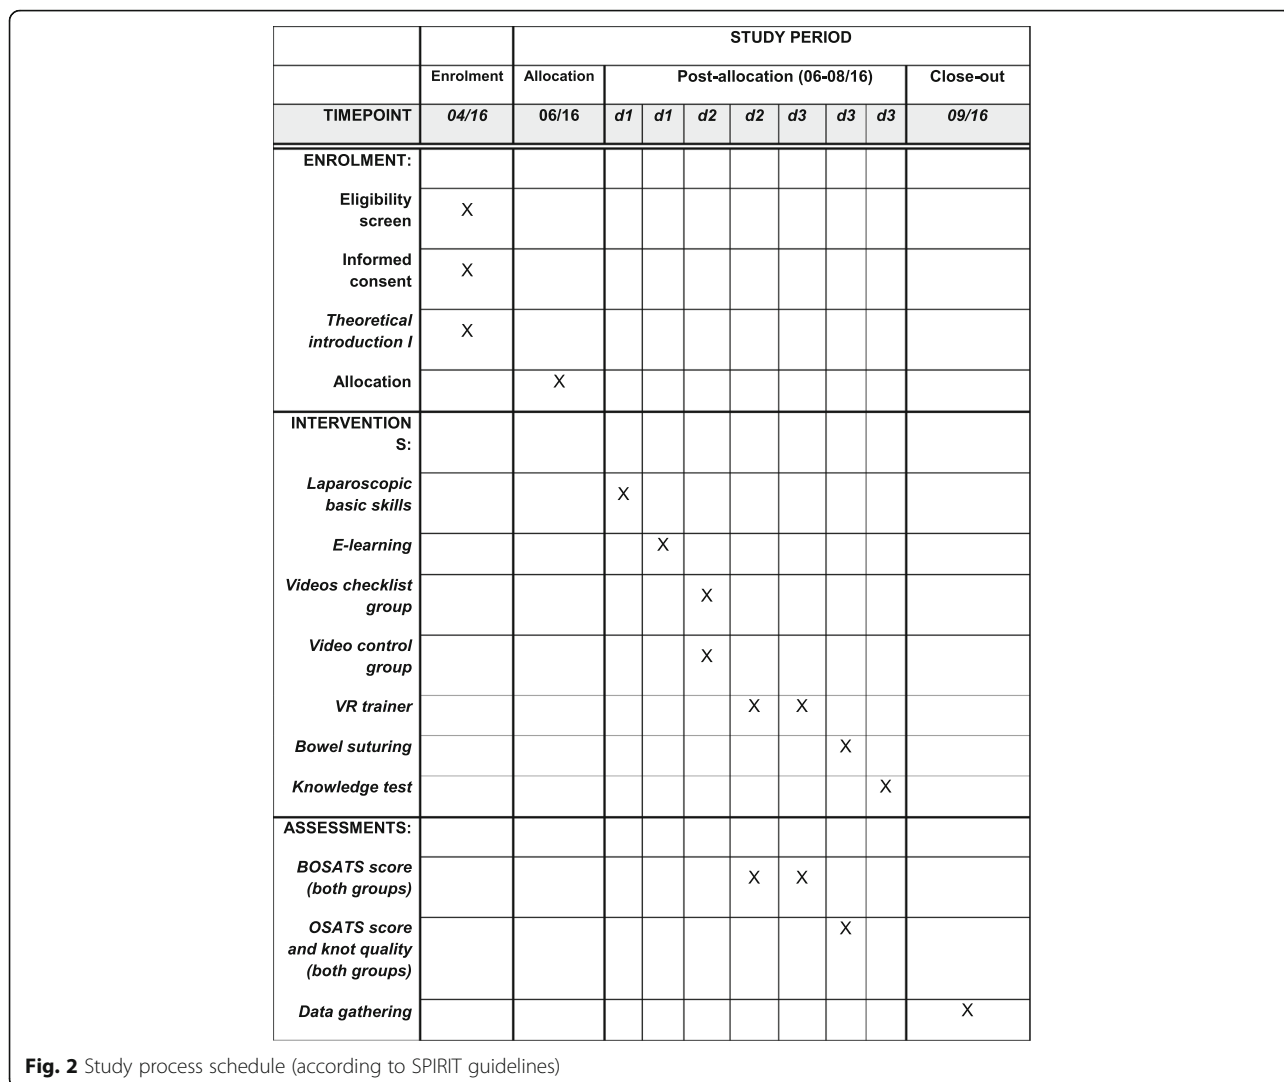 STUDY PERIOD
Enrolment Allocation Post-allocation (06-08/16) Close-out
TIMEPOINT 04/16 06/16 d1 d1 d2 d2 d3 d3 d3 09/16
ENROLMENT:
Eligibility
screen X
Informed
consent X
Theoretical
introduction I X
Allocation X
INTERVENTION
S:
Laparoscopic
basic skills X
E-learning X
Videos checklist
group X
Video control
group X
VR trainer X X
Bowel suturing X
Knowledge test X
ASSESSMENTS:
BOSATS score
(both groups) X X
OSATS score X
and knot quality
(both groups)
Data gathering X
Fig. 2 Study process schedule (according to SPIRIT guidelines)